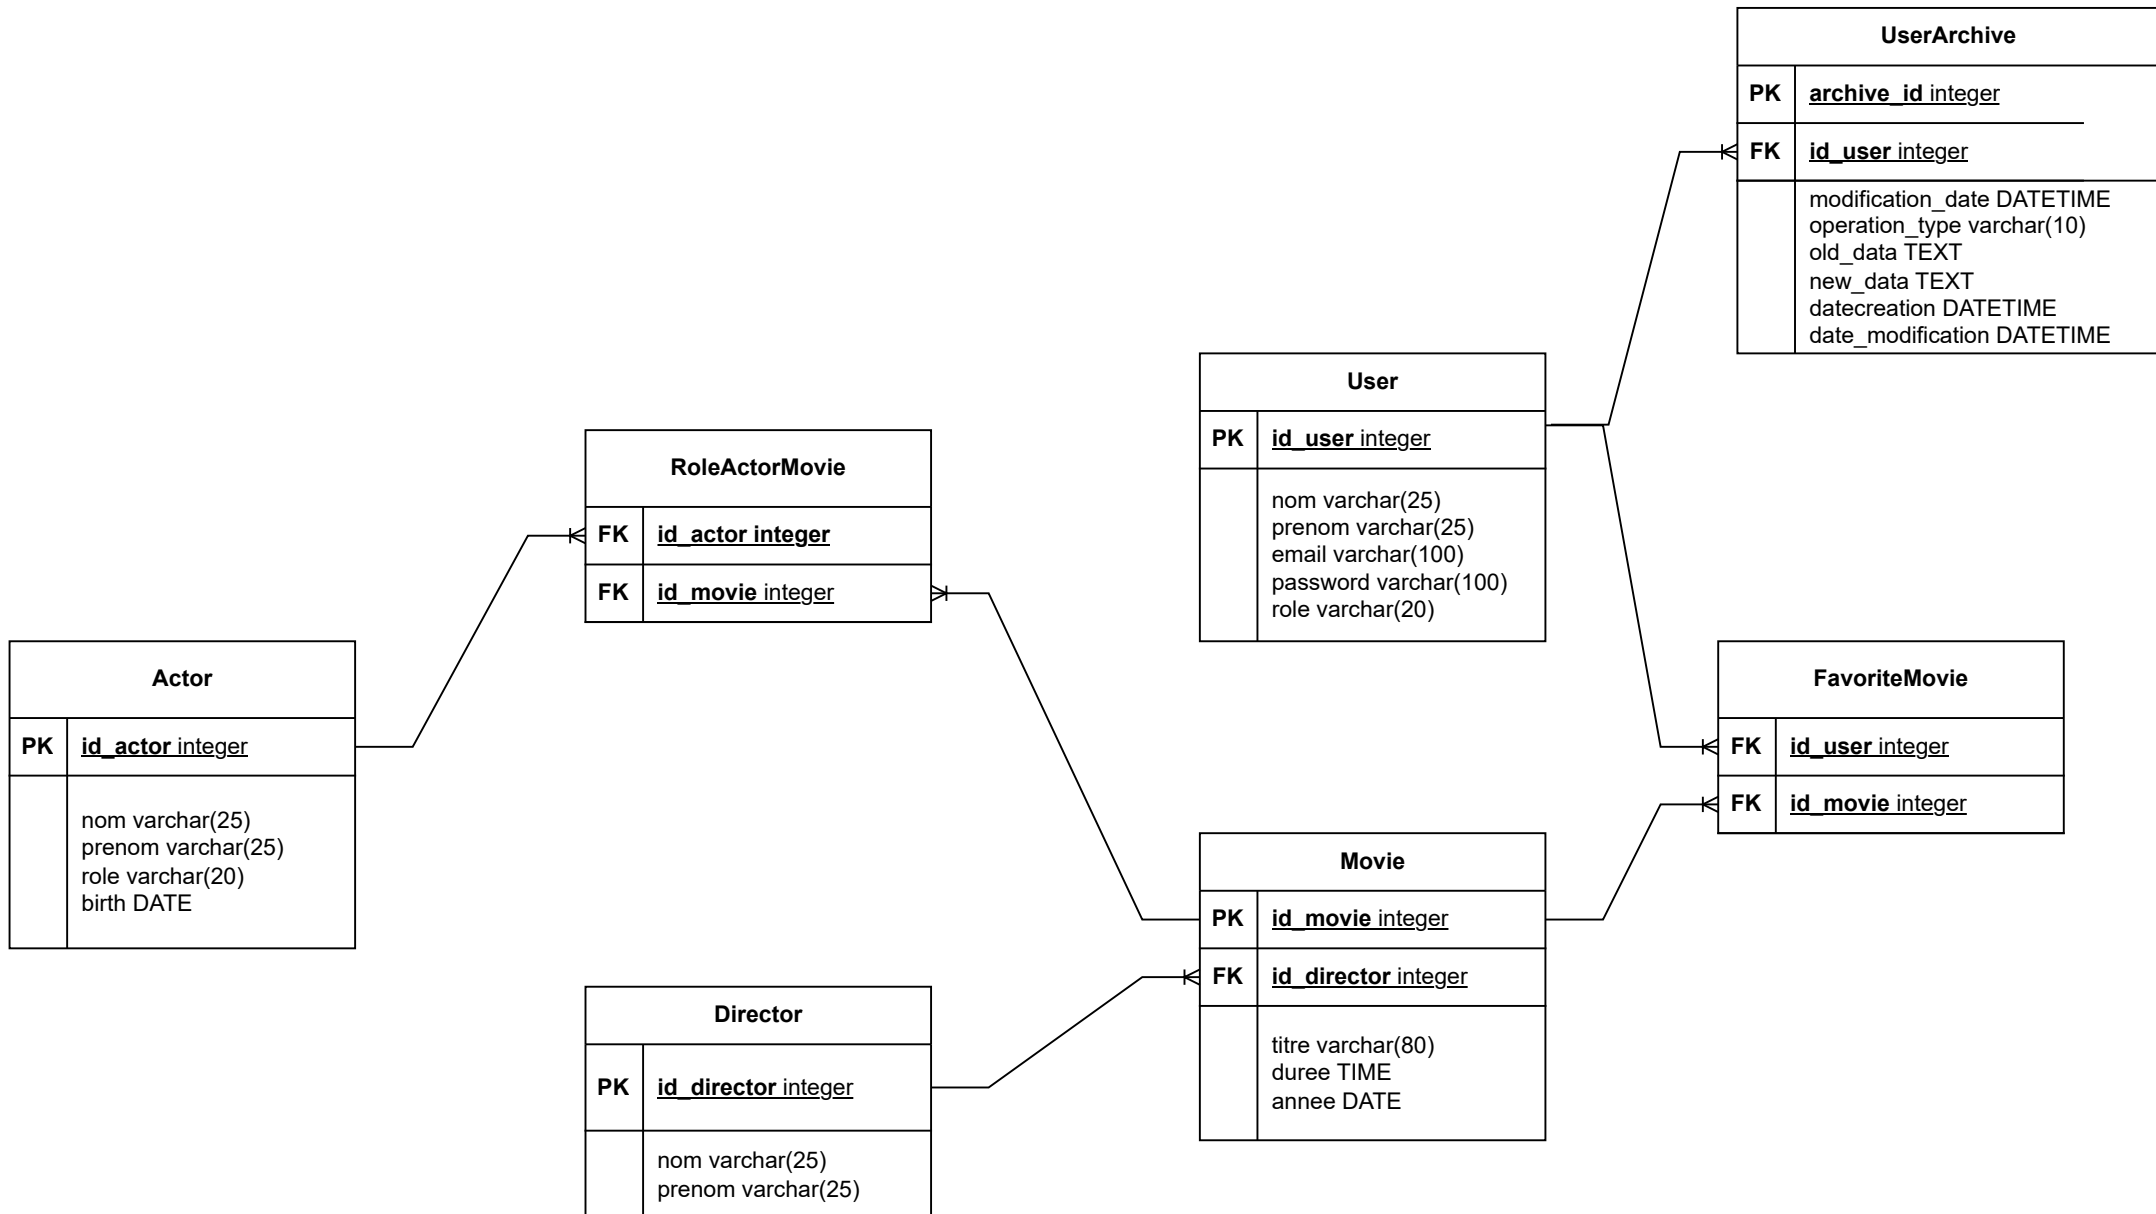 UserArchive
PK archive_id integer
FK id_user integer
modification_date DATETIME
operation_type varchar(10)
old_data TEXT
new_data TEXT
datecreation DATETIME
date_modification DATETIME
User
PK id_user integer
nom varchar(25)
prenom varchar(25)
email varchar(100)
password varchar(100)
role varchar(20)
RoleActorMovie
FK id_actor integer
FK id_movie integer
Actor
PK id_actor integer
nom varchar(25)
prenom varchar(25)
role varchar(20)
birth DATE
FavoriteMovie
FK id_user integer
FK id_movie integer
Movie
PK id_movie integer
FK id_director integer
titre varchar(80)
duree TIME
annee DATE
Director
PK id_director integer
nom varchar(25)
prenom varchar(25)